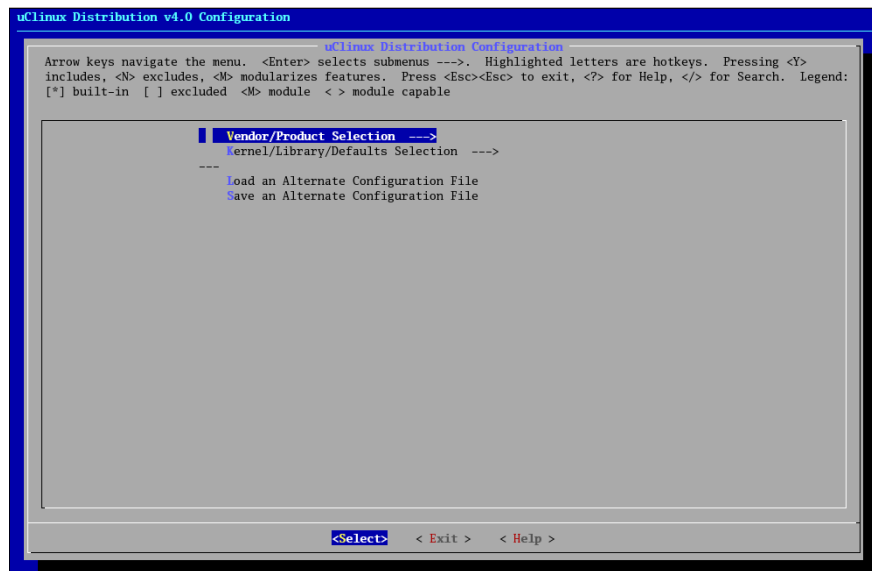 uClinux Distribution v4.0 Configuration
uClinux Distribution Configuration
Arrow keys navigate the menu.  <Enter> selects submenus --->.  Highlighted letters are hotkeys.  Pressing <Y>
includes, <N> excludes, <M> modularizes features.  Press <Esc><Esc> to exit, <?> for Help, </> for Search.  Legend:
[*] built-in  [ ] excluded  <M> module  < > module capable
Vendor/Product Selection  --->
Kernel/Library/Defaults Selection  --->
---
Load an Alternate Configuration File
Save an Alternate Configuration File
<Select>    < Exit >    < Help >